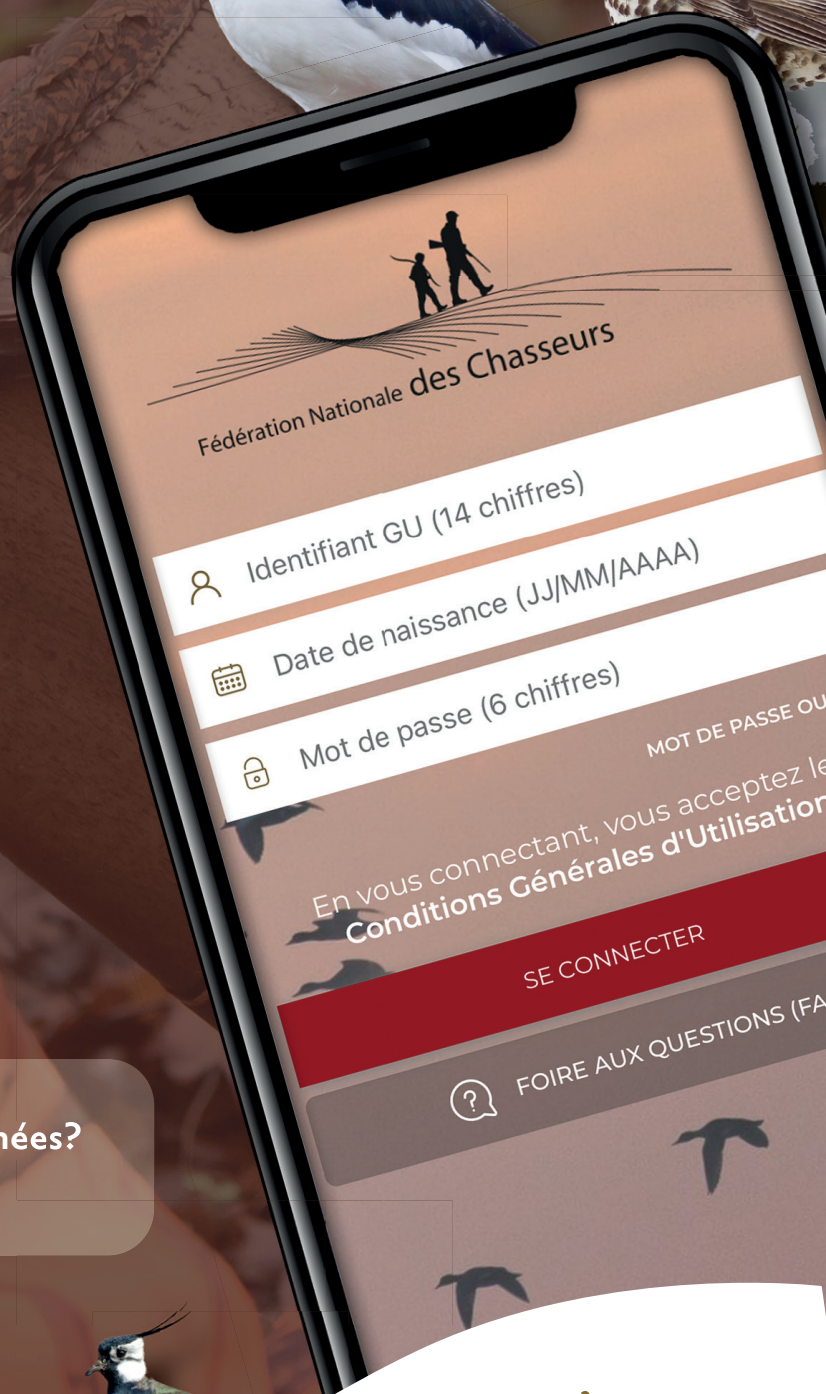 Fédération Nationale des Chasseurs
Identifiant GU (14 chiffres)
Date de naissance (JJ/MM/AAAA)
Mot de passe (6 chiffres)
MOT DE PASSE OU
En vous connectant, vous acceptez le
Conditions Générales d'Utilisation
SE CONNECTER
FOIRE AUX QUESTIONS (FA
nées?